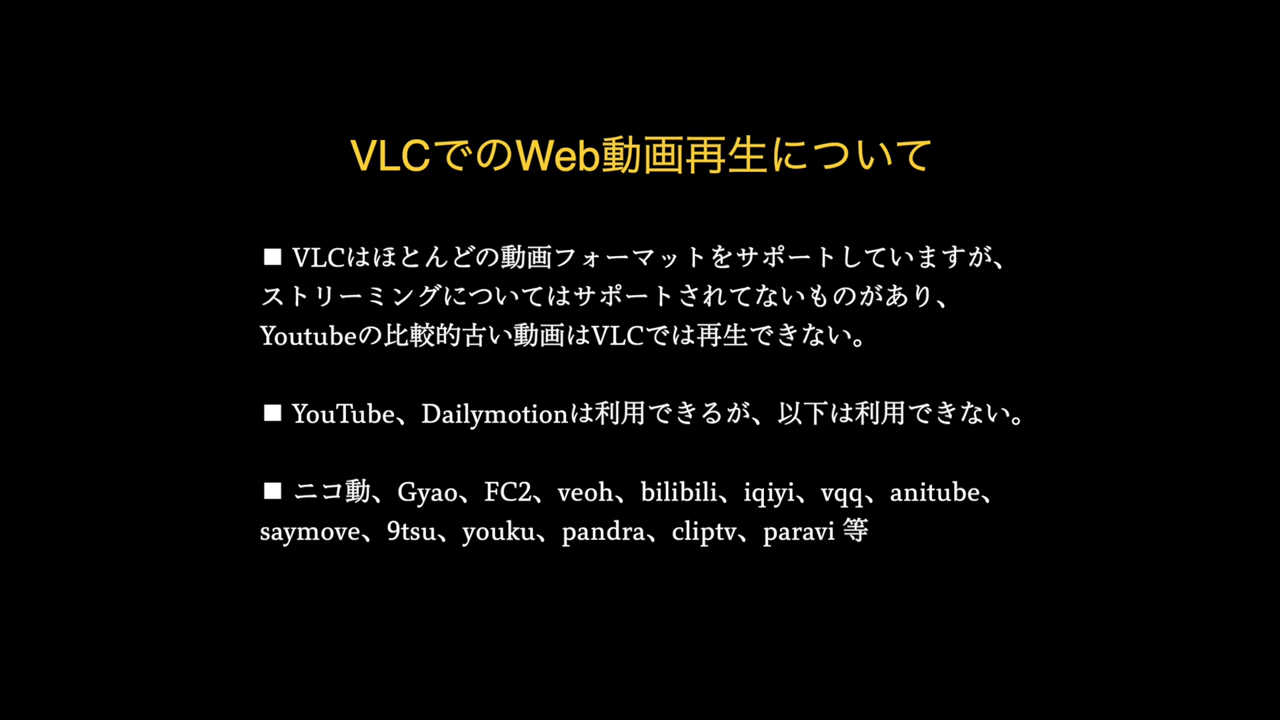 VLCでのWeb動画再生について
■ VLCはほとんどの動画フォーマットをサポートしていますが、
ストリーミングについてはサポートされてないものがあり、
Youtubeの比較的古い動画はVLCでは再生できない。
■ YouTube、Dailymotionは利用できるが、以下は利用できない。
■ ニコ動、Gyao、FC2、veoh、bilibili、iqiyi、vqq、anitube、
saymove、9tsu、youku、pandra、cliptv、paravi 等